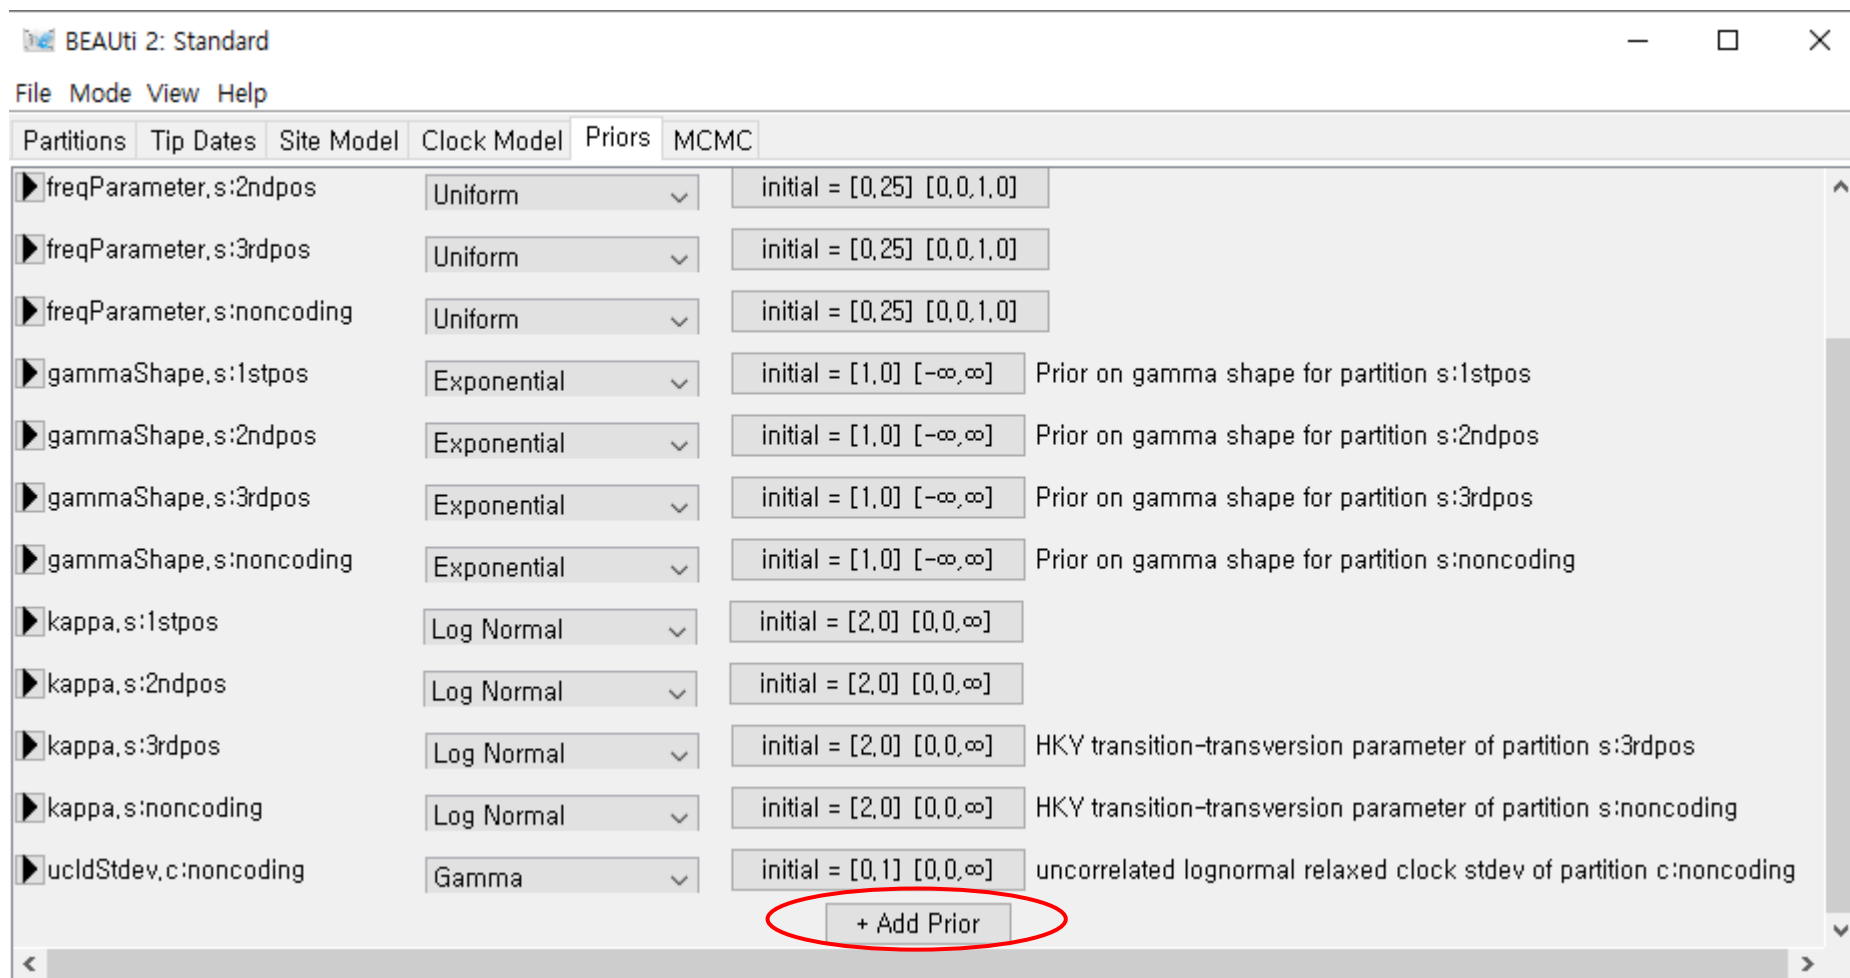 BEAUti 2: Standard
File Mode View Help
Partitions Tip Dates Site Model Clock Model Priors MCMC
freqParameter,s:2ndpos Uniform initial = [0,25] [0,0,1,0]
freqParameter,s:3rdpos Uniform initial = [0,25] [0,0,1,0]
freqParameter,s:noncoding Uniform initial = [0,25] [0,0,1,0]
gammaShape,s:1stpos Exponential initial = [1,0] [-∞,∞] Prior on gamma shape for partition s:1stpos
gammaShape,s:2ndpos Exponential initial = [1,0] [-∞,∞] Prior on gamma shape for partition s:2ndpos
gammaShape,s:3rdpos Exponential initial = [1,0] [-∞,∞] Prior on gamma shape for partition s:3rdpos
gammaShape,s:noncoding Exponential initial = [1,0] [-∞,∞] Prior on gamma shape for partition s:noncoding
kappa,s:1stpos Log Normal initial = [2,0] [0,0,∞]
kappa,s:2ndpos Log Normal initial = [2,0] [0,0,∞]
kappa,s:3rdpos Log Normal initial = [2,0] [0,0,∞] HKY transition-transversion parameter of partition s:3rdpos
kappa,s:noncoding Log Normal initial = [2,0] [0,0,∞] HKY transition-transversion parameter of partition s:noncoding
ucldStdev,c:noncoding Gamma initial = [0,1] [0,0,∞] uncorrelated lognormal relaxed clock stdev of partition c:noncoding
+ Add Prior